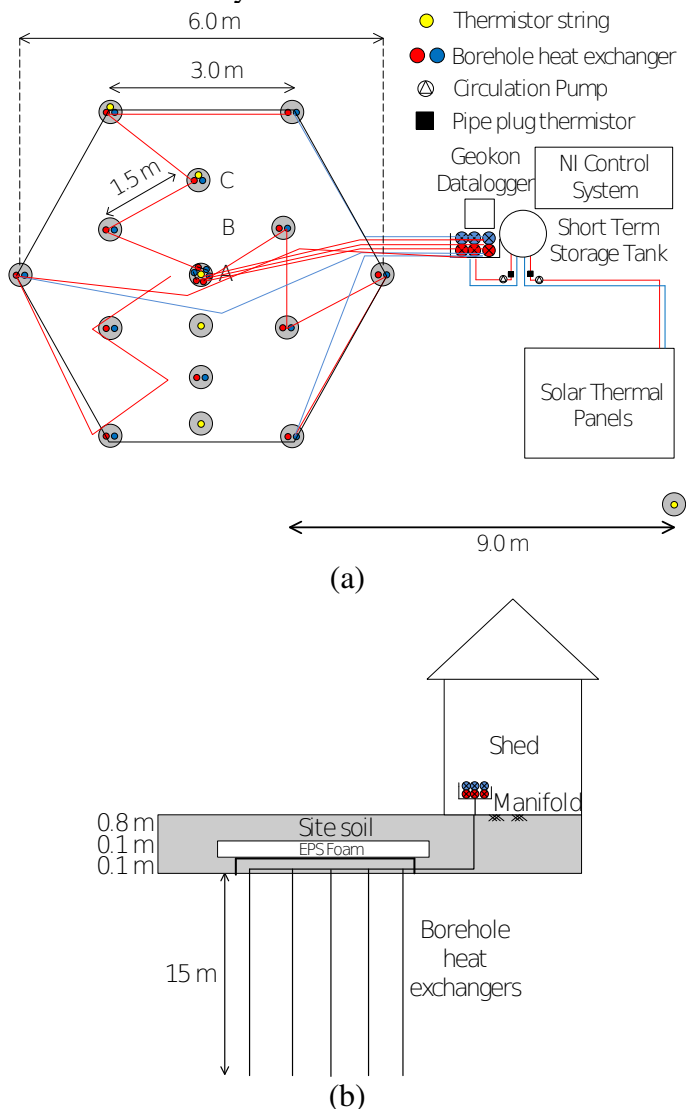 Thermistor string
6.0 m
Borehole heat exchanger
3.0 m
Circulation Pump
Pipe plug thermistor
Geokon
Datalogger
NI Control
System
1.5 m
C
B
Short Term
Storage Tank
A
Solar Thermal
Panels
9.0 m
(a)
Shed
Manifold
0.8 m
Site soil
0.1 m
EPS Foam
0.1 m
15 m
Borehole
heat
exchangers
(b)